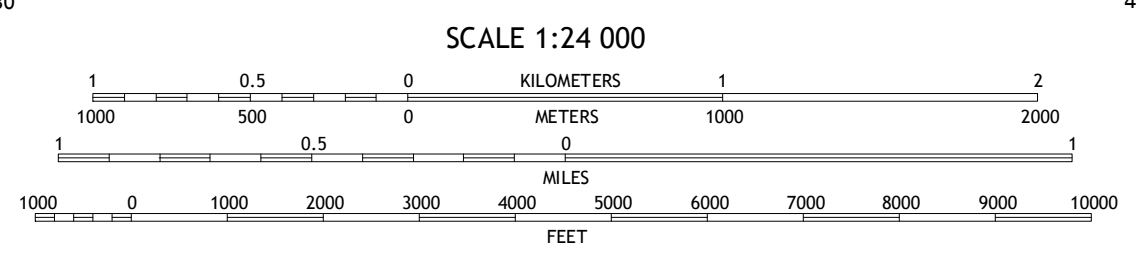 SCALE 1:24 000
1 0.5 0 KILOMETERS 1 2
1000 500 0 METERS 1000 2000
1 0.5 0 1
MILES
1000 0 1000 2000 3000 4000 5000 6000 7000 8000 9000 10000
FEET